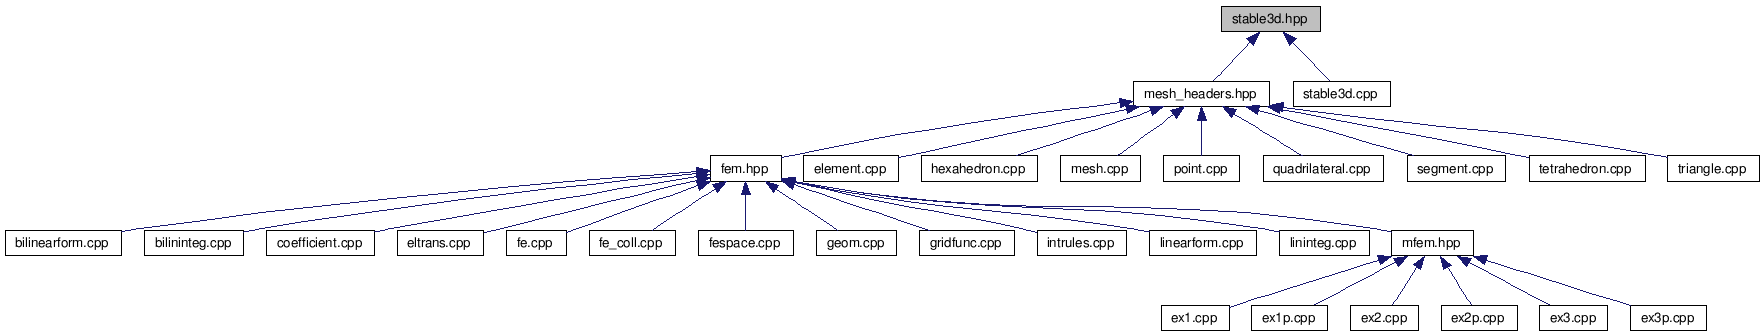 stable3d.hpp
mesh_headers.hpp
stable3d.cpp
fem.hpp
element.cpp
hexahedron.cpp
mesh.cpp
point.cpp
quadrilateral.cpp
segment.cpp
tetrahedron.cpp
triangle.cpp
bilinearform.cpp
bilininteg.cpp
coefficient.cpp
eltrans.cpp
fe.cpp
fe_coll.cpp
fespace.cpp
geom.cpp
gridfunc.cpp
intrules.cpp
linearform.cpp
lininteg.cpp
mfem.hpp
ex1.cpp
ex1p.cpp
ex2.cpp
ex2p.cpp
ex3.cpp
ex3p.cpp